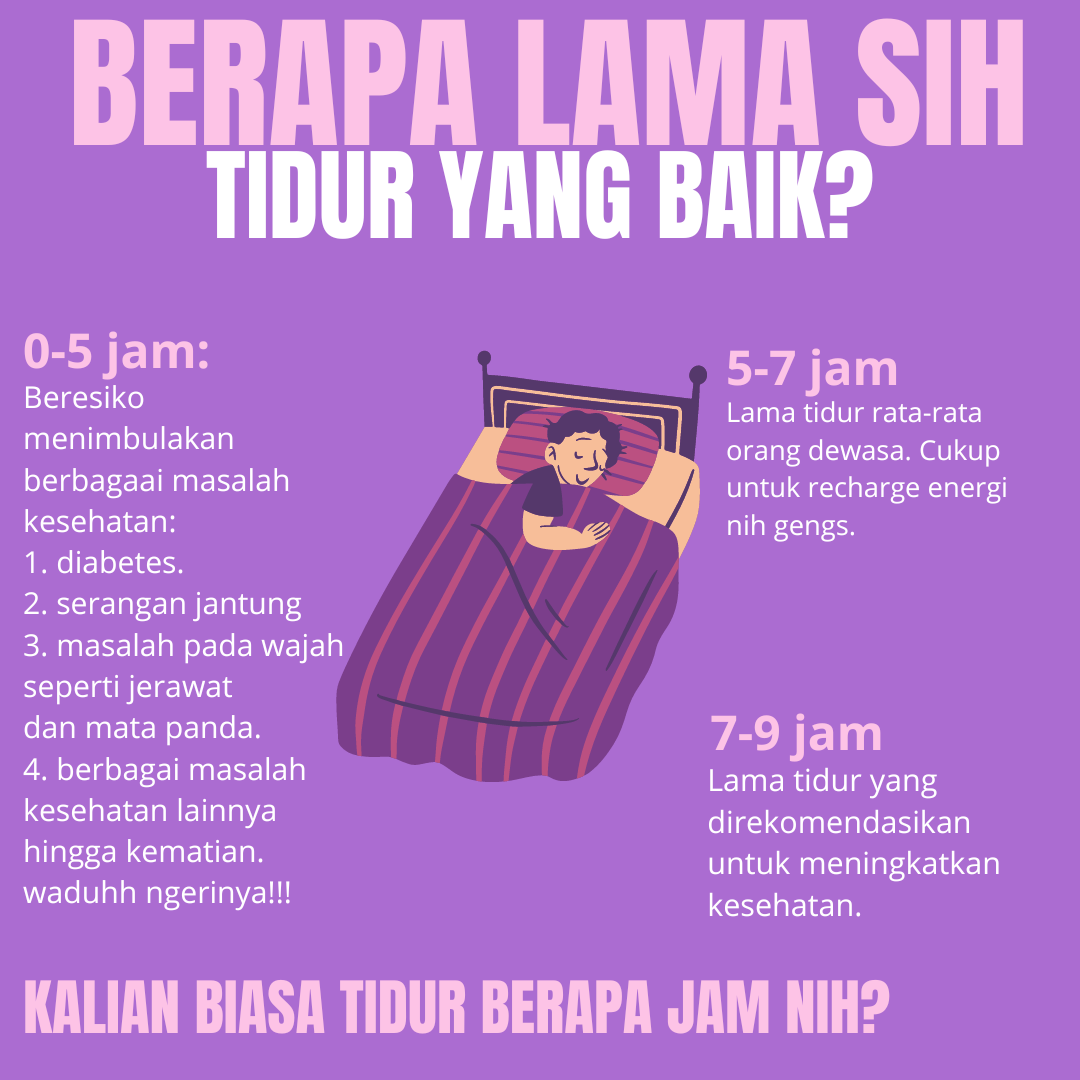 BERAPA LAMA SIH
TIDUR YANG BAIK?
0-5 jam:
Beresiko
menimbulakan
berbagaai masalah
kesehatan:
1. diabetes.
2. serangan jantung
3. masalah pada wajah
seperti jerawat
dan mata panda.
4. berbagai masalah
kesehatan lainnya
hingga kematian.
waduhh ngerinya!!!
5-7 jam
Lama tidur rata-rata
orang dewasa. Cukup
untuk recharge energi
nih gengs.
7-9 jam
Lama tidur yang
direkomendasikan
untuk meningkatkan
kesehatan.
KALIAN BIASA TIDUR BERAPA JAM NIH?